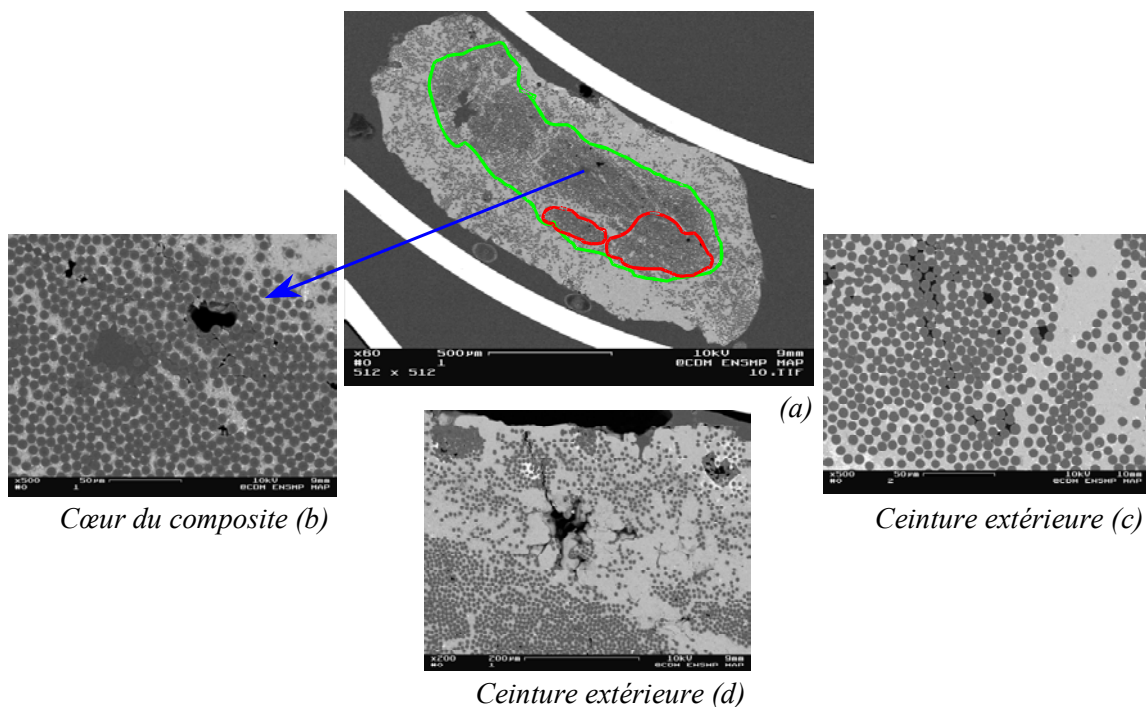 x60 500µm 10kV 9mm
#0 1 @CDM ENSMP MAP
512 x 512 10.TIF
(a)
x500 50µm 10kV 9mm
#0 1 @CDM ENSMP MAP
Cœur du composite (b)
x500 50µm 10kV 10mm
#0 2 @CDM ENSMP MAP
Ceinture extérieure (c)
x200 200µm 10kV 9mm
#0 1 @CDM ENSMP MAP
Ceinture extérieure (d)